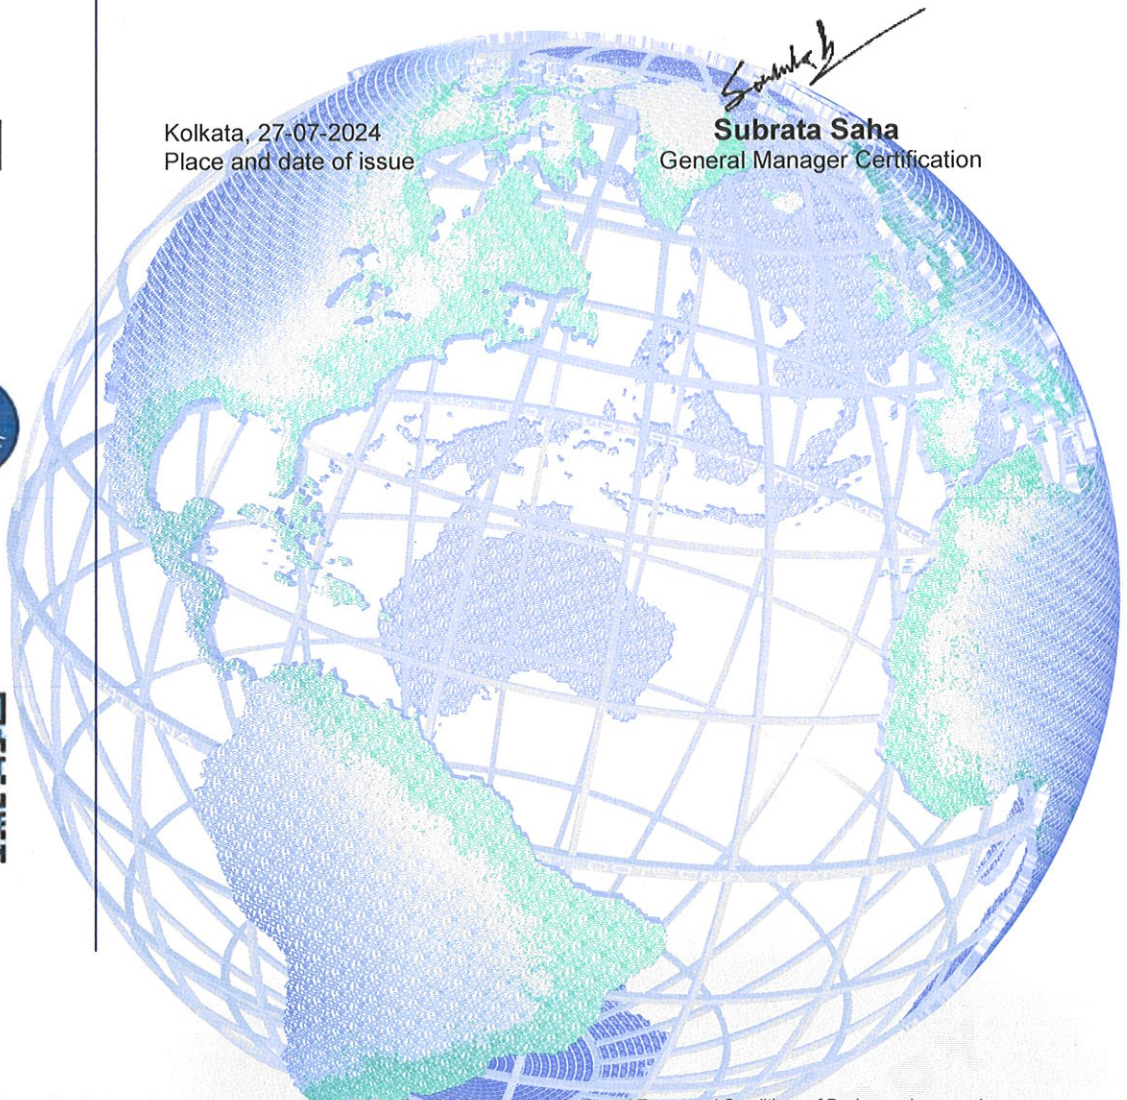 Kolkata, 27-07-2024
Place and date of issue
Subrata Saha
General Manager Certification